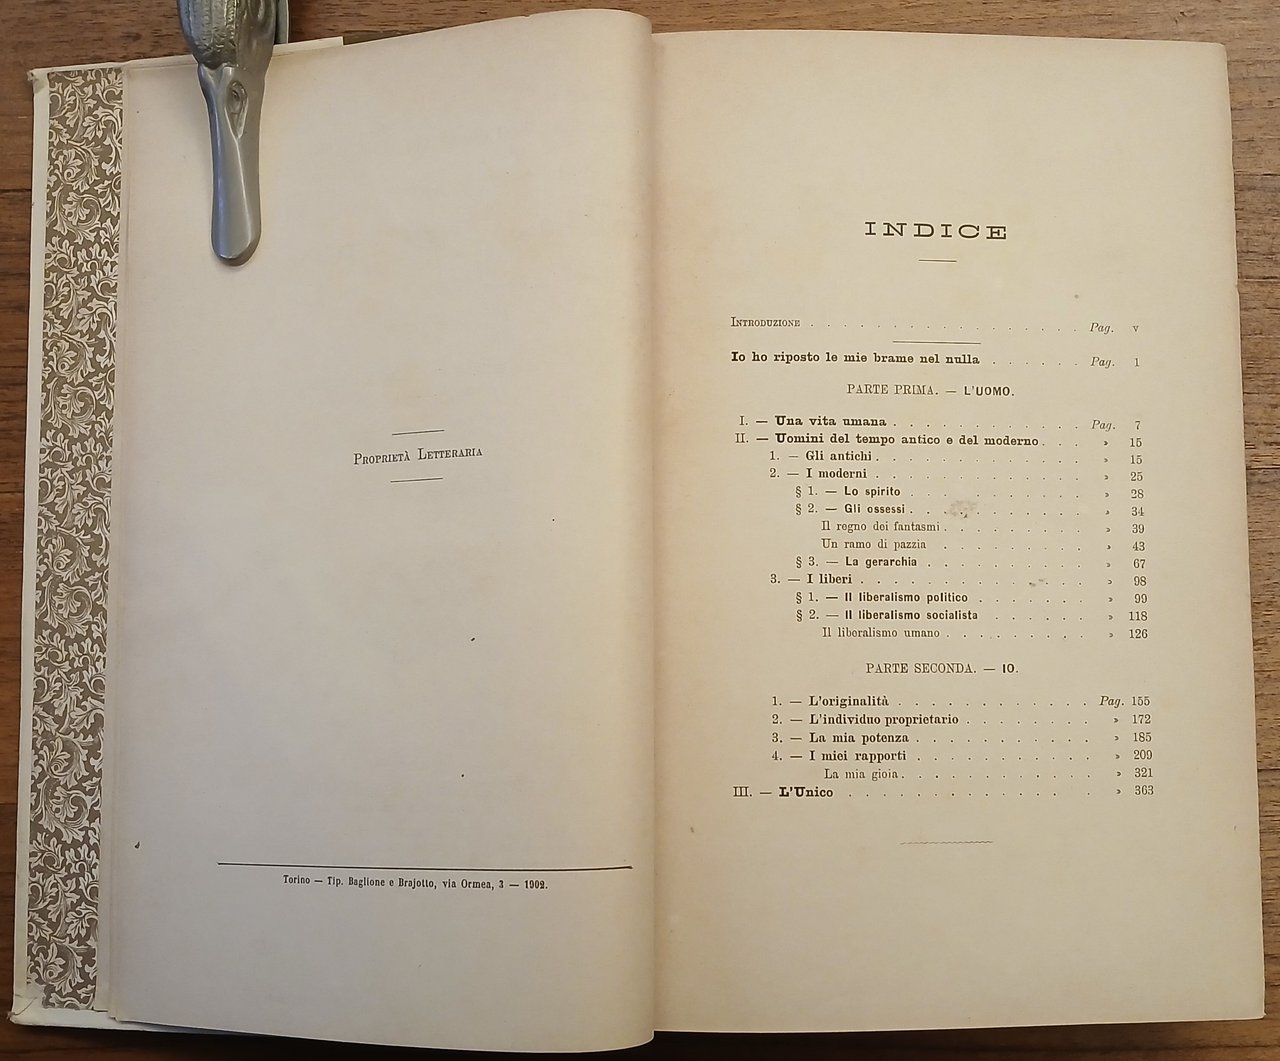 Proprietà Letteraria
Torino — Tip. Baglione e Brajotto, via Ormea, 3 — 1902.
INDICE
Introduzione . . . . . . . . . . . . . . . . . Pag. v
Io ho riposto le mie brame nel nulla . . . . . Pag. 1
PARTE PRIMA. — L'UOMO.
I. — Una vita umana . . . . . . . . . . . . Pag. 7
II. — Uomini del tempo antico e del moderno . . . » 15
1. — Gli antichi . . . . . . . . . . . . » 15
2. — I moderni . . . . . . . . . . . . » 25
§ 1. — Lo spirito . . . . . . . . . . » 28
§ 2. — Gli ossessi . . . . . . . . . . » 34
Il regno dei fantasmi . . . . . . . . » 39
Un ramo di pazzia . . . . . . . . » 43
§ 3. — La gerarchia . . . . . . . . . » 67
3. — I liberi . . . . . . . . . . . . » 98
§ 1. — Il liberalismo politico . . . . . . . » 99
§ 2. — Il liberalismo socialista . . . . . . » 118
Il liberalismo umano . . . . . . . . » 126
PARTE SECONDA. — IO.
1. — L'originalità . . . . . . . . . . . Pag. 155
2. — L'individuo proprietario . . . . . . . . » 172
3. — La mia potenza . . . . . . . . . . . » 185
4. — I miei rapporti . . . . . . . . . . . » 209
La mia gioia . . . . . . . . . . . » 321
III. — L'Unico . . . . . . . . . . . . . » 363